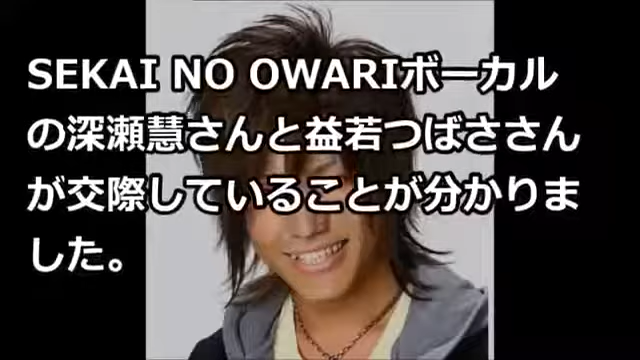 SEKAI NO OWARIボーカル
の深瀬慧さんと益若つばささん
が交際していることが分かりま
した。